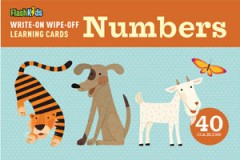 FlashKids
WRITE-ON WIPE-OFF
LEARNING CARDS
Numbers
40